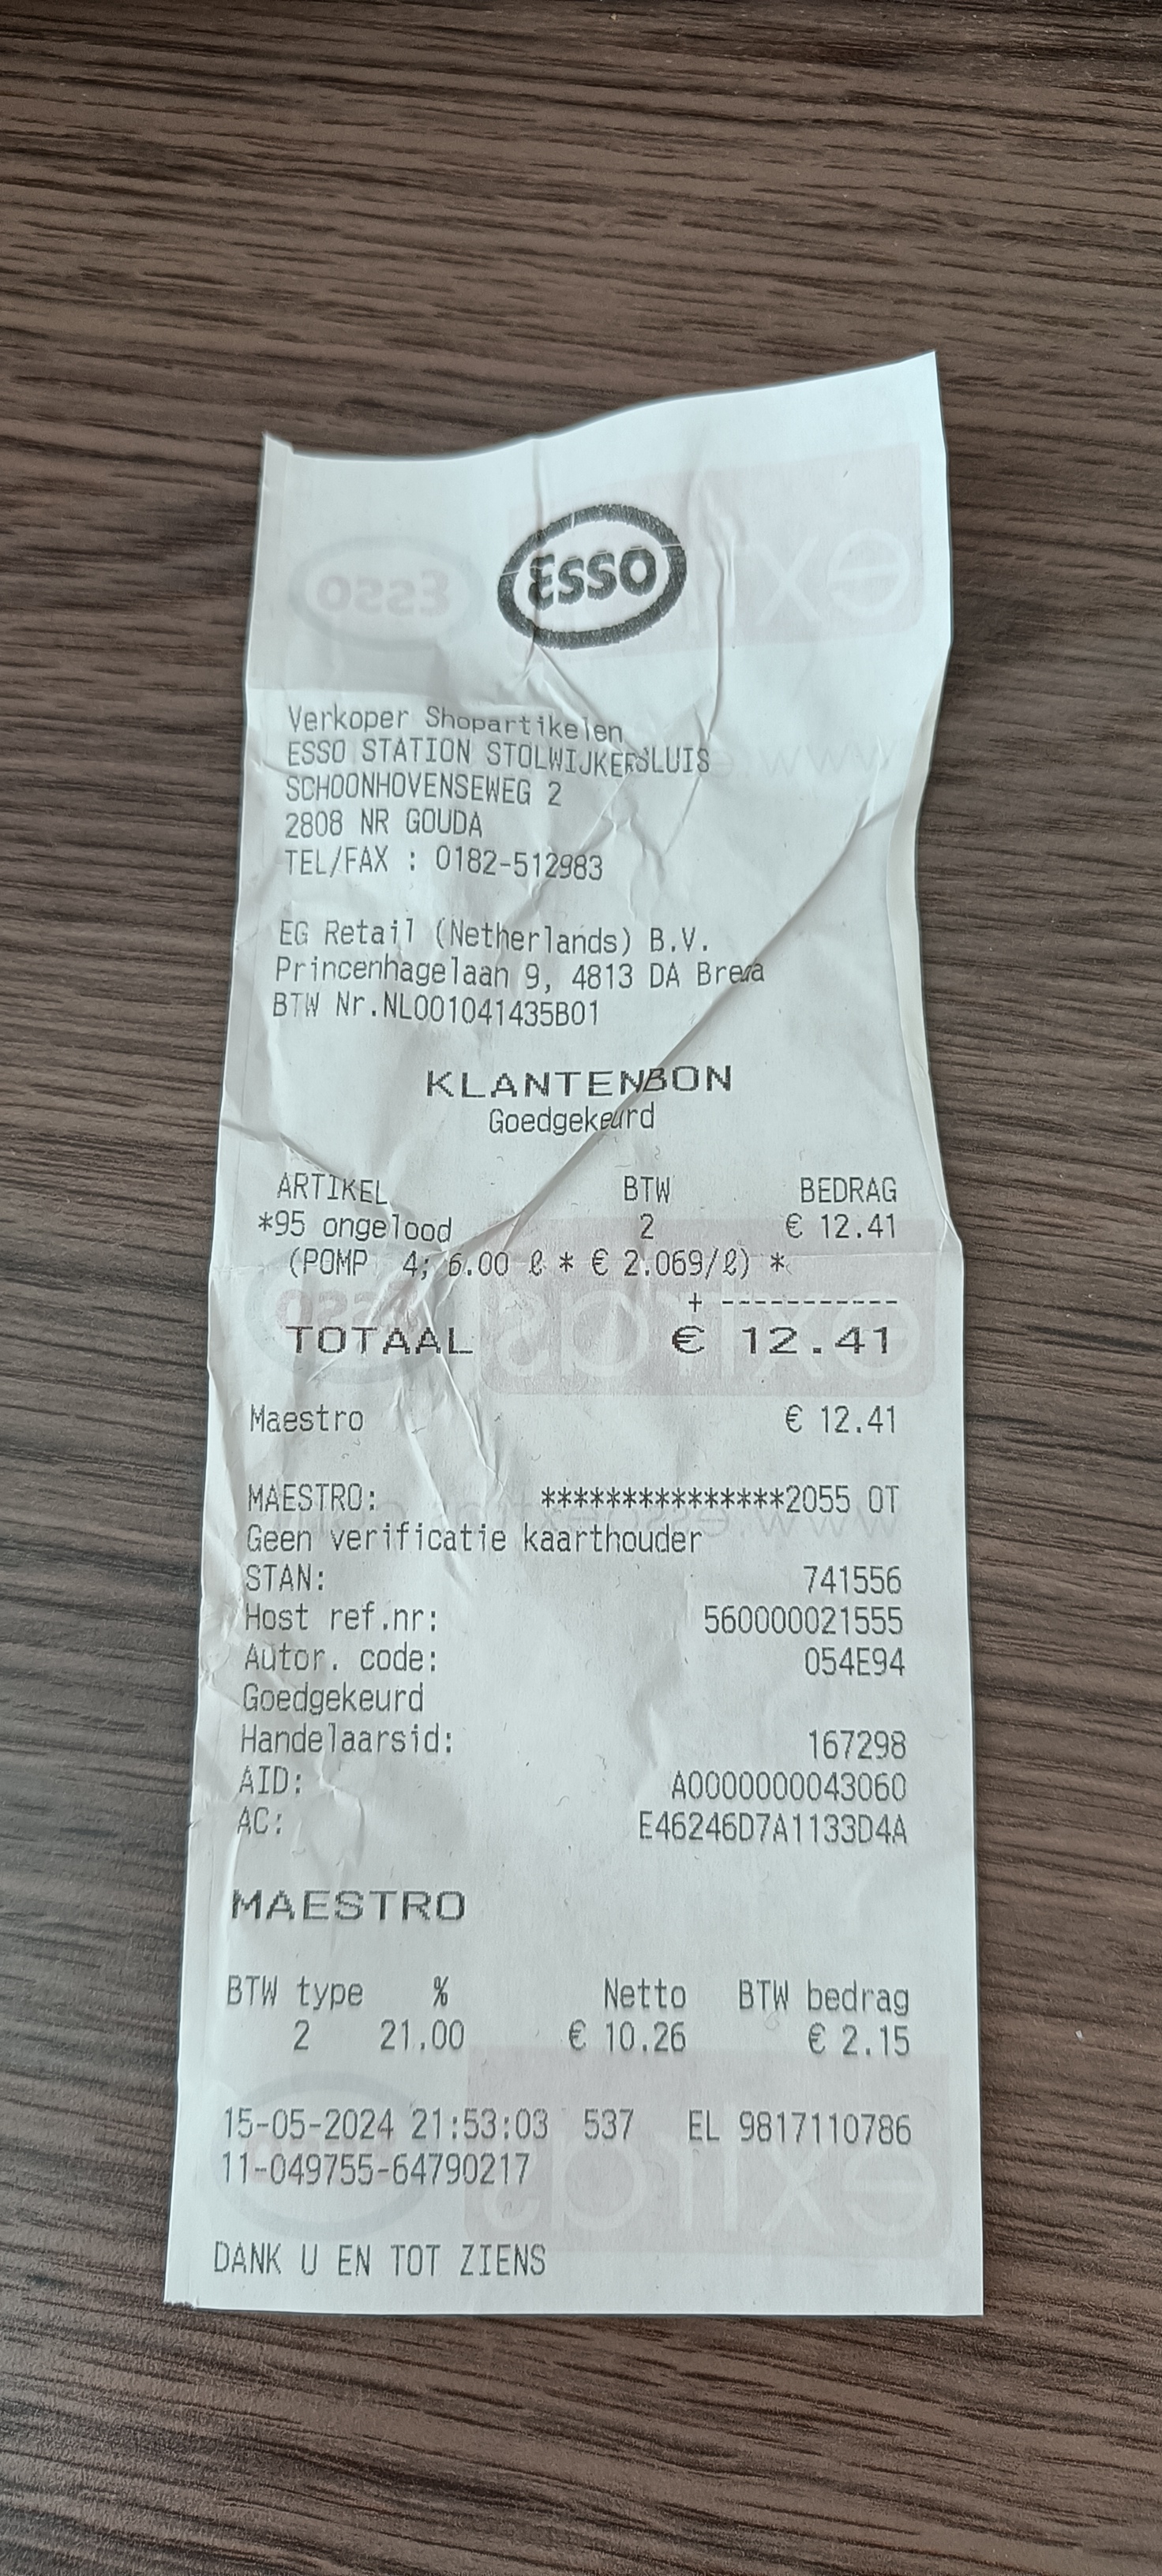 Esso
Verkoper Shopartikelen
ESSO STATION STOLWIJKERSLUIS
SCHOONHOVENSEWEG 2
2808 NR GOUDA
TEL/FAX : 0182-512983
EG Retail (Netherlands) B.V.
Princenhagelaan 9, 4813 DA Breda
BTW Nr.NL001041435B01
KLANTENBON
Goedgekeurd
ARTIKEL BTW BEDRAG
*95 ongelood 2 € 12.41
(POMP 4; 6.00 ℓ * € 2.069/ℓ) *
+ -----------
TOTAAL € 12.41
Maestro € 12.41
MAESTRO: ***************2055 OT
Geen verificatie kaarthouder
STAN: 741556
Host ref.nr: 560000021555
Autor. code: 054E94
Goedgekeurd
Handelaarsid: 167298
AID: A0000000043060
AC: E46246D7A1133D4A
MAESTRO
BTW type % Netto BTW bedrag
2 21.00 € 10.26 € 2.15
15-05-2024 21:53:03 537 EL 9817110786
11-049755-64790217
DANK U EN TOT ZIENS